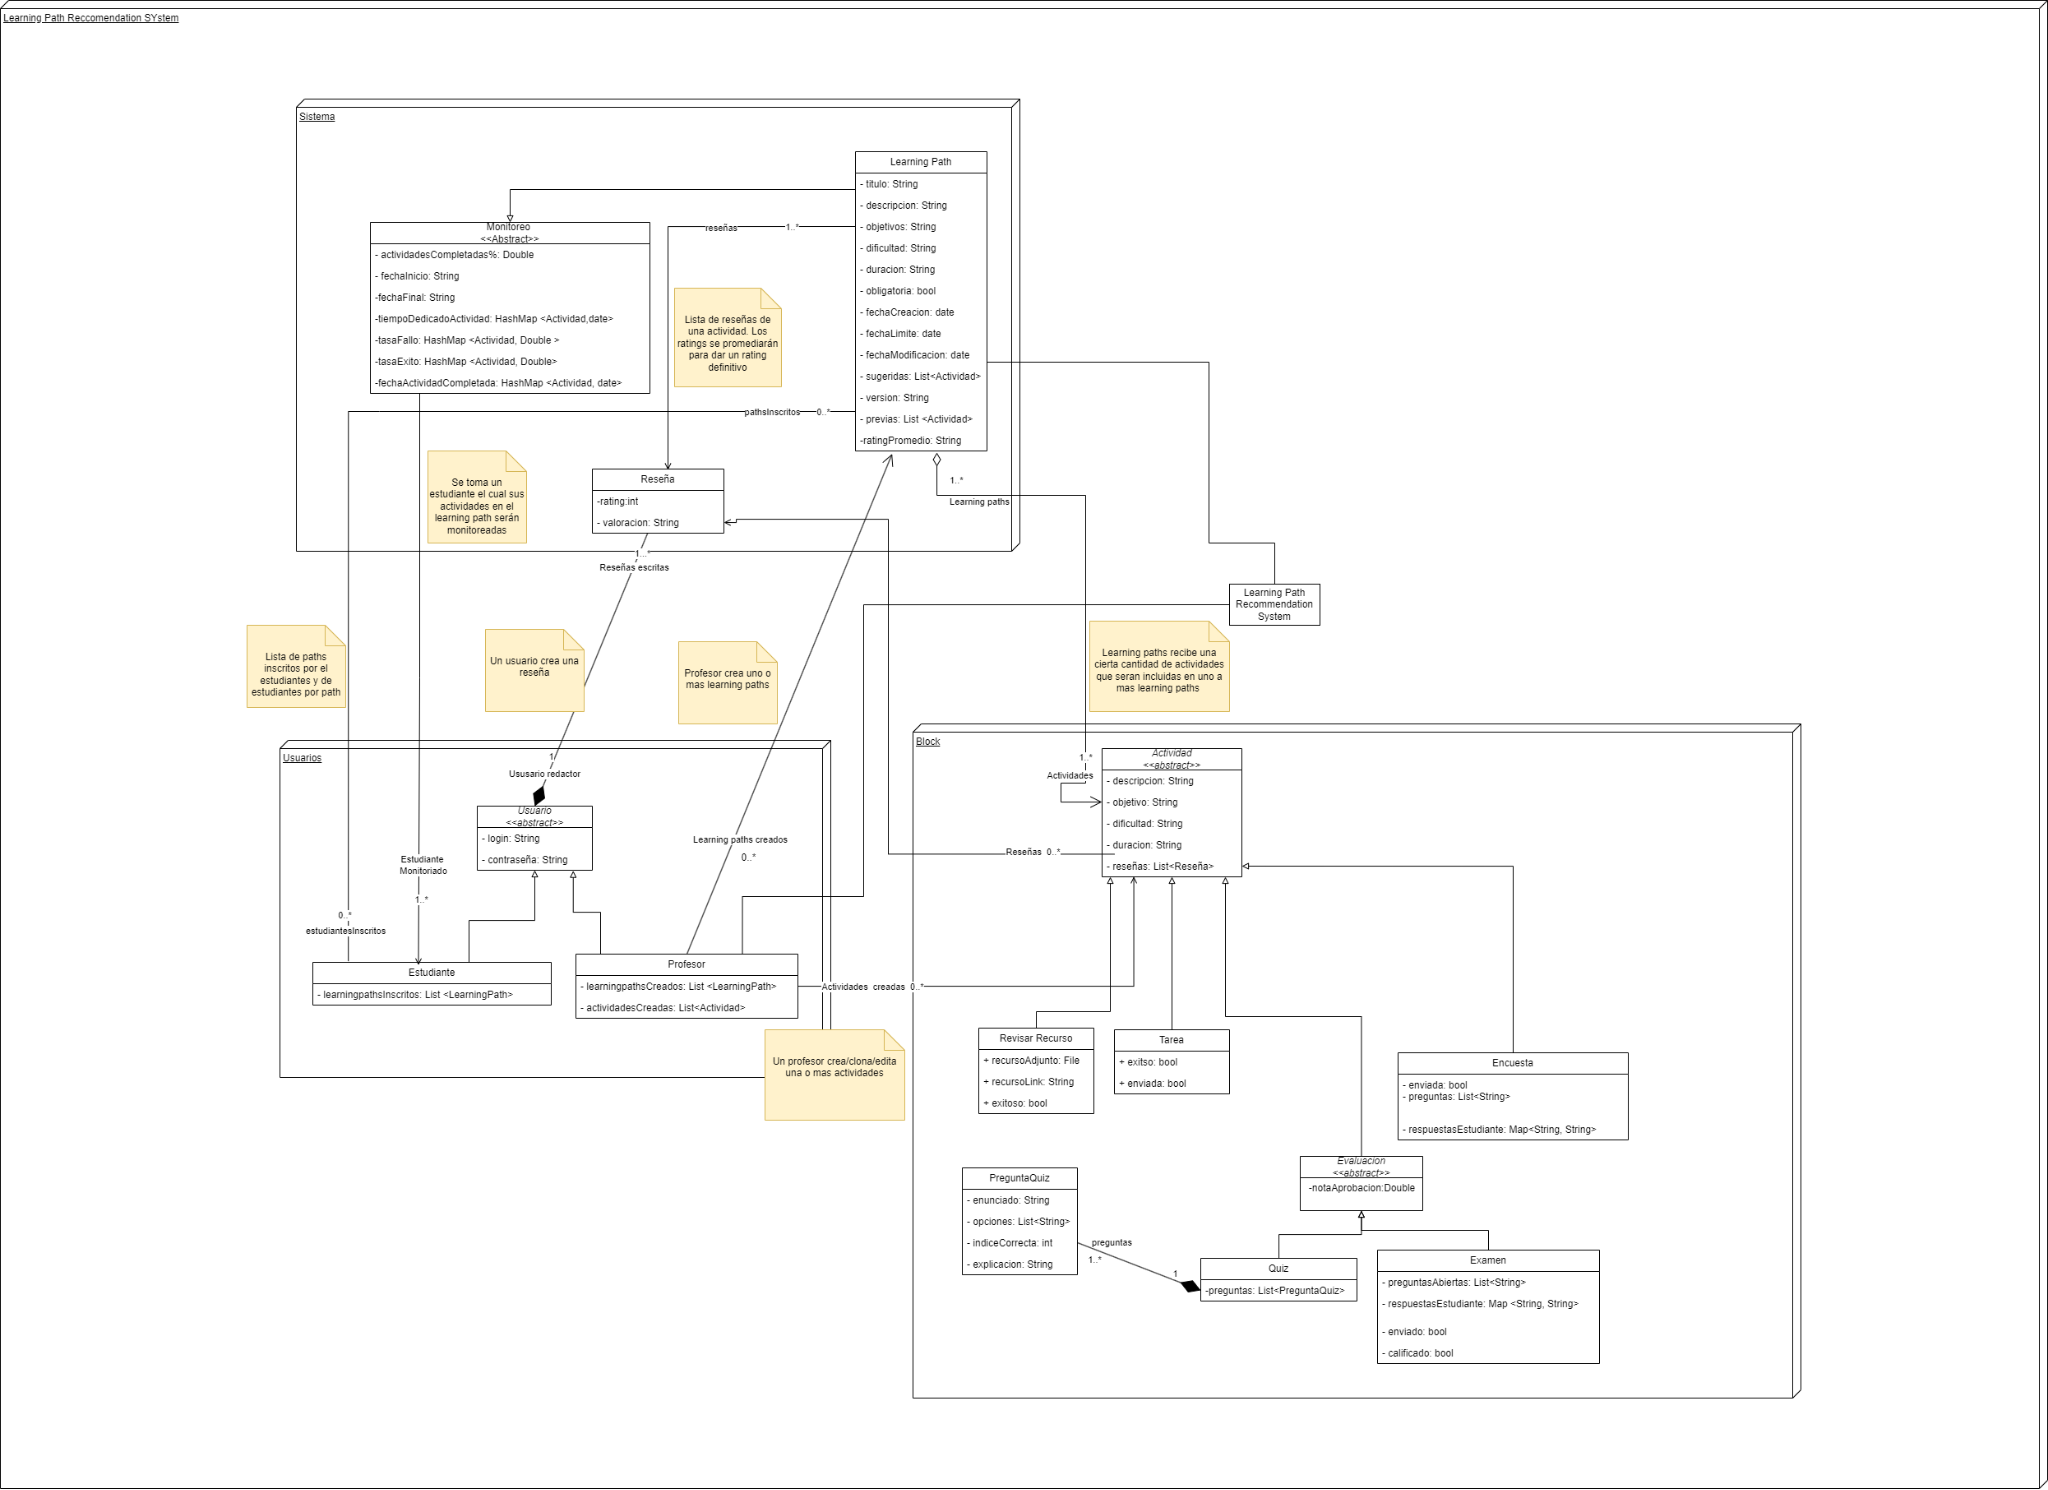 Learning Path Reccomendation SYstem
Sistema
Learning Path
- titulo: String
- descripcion: String
- objetivos: String
- dificultad: String
- duracion: String
- obligatoria: bool
- fechaCreacion: date
- fechaLimite: date
- fechaModificacion: date
- sugeridas: List<Actividad>
- version: String
- previas: List <Actividad>
-ratingPromedio: String
Monitoreo
<<Abstract>>
- actividadesCompletadas%: Double
- fechaInicio: String
-fechaFinal: String
-tiempoDedicadoActividad: HashMap <Actividad,date>
-tasaFallo: HashMap <Actividad, Double >
-tasaExito: HashMap <Actividad, Double>
-fechaActividadCompletada: HashMap <Actividad, date>
reseñas
1..*
Lista de reseñas de
una actividad. Los
ratings se promediarán
para dar un rating
definitivo
pathsInscritos
0..*
Se toma un
estudiante el cual sus
actividades en el
learning path serán
monitoreadas
Reseña
-rating:int
- valoracion: String
1..*
Learning paths
1...*
Reseñas escritas
Learning Path
Recommendation
System
Lista de paths
inscritos por el
estudiantes y de
estudiantes por path
Un usuario crea una
reseña
Profesor crea uno o
mas learning paths
Learning paths recibe una
cierta cantidad de actividades
que seran incluidas en uno a
mas learning paths
Usuarios
1
Ususario redactor
Usuario
<<abstract>>
- login: String
- contraseña: String
Learning paths creados
0..*
Estudiante
Monitoriado
1..*
0..*
estudiantesInscritos
Estudiante
- learningpathsInscritos: List <LearningPath>
Profesor
- learningpathsCreados: List <LearningPath>
- actividadesCreadas: List<Actividad>
Actividades creadas 0..*
Un profesor crea/clona/edita
una o mas actividades
Block
1..*
Actividades
Actividad
<<abstract>>
- descripcion: String
- objetivo: String
- dificultad: String
- duracion: String
- reseñas: List<Reseña>
Reseñas 0..*
Revisar Recurso
+ recursoAdjunto: File
+ recursoLink: String
+ exitoso: bool
Tarea
+ exitso: bool
+ enviada: bool
Encuesta
- enviada: bool
- preguntas: List<String>
- respuestasEstudiante: Map<String, String>
Evaluacion
<<abstract>>
-notaAprobacion:Double
PreguntaQuiz
- enunciado: String
- opciones: List<String>
- indiceCorrecta: int
- explicacion: String
preguntas
1..*
1
Quiz
-preguntas: List<PreguntaQuiz>
Examen
- preguntasAbiertas: List<String>
- respuestasEstudiante: Map <String, String>
- enviado: bool
- calificado: bool